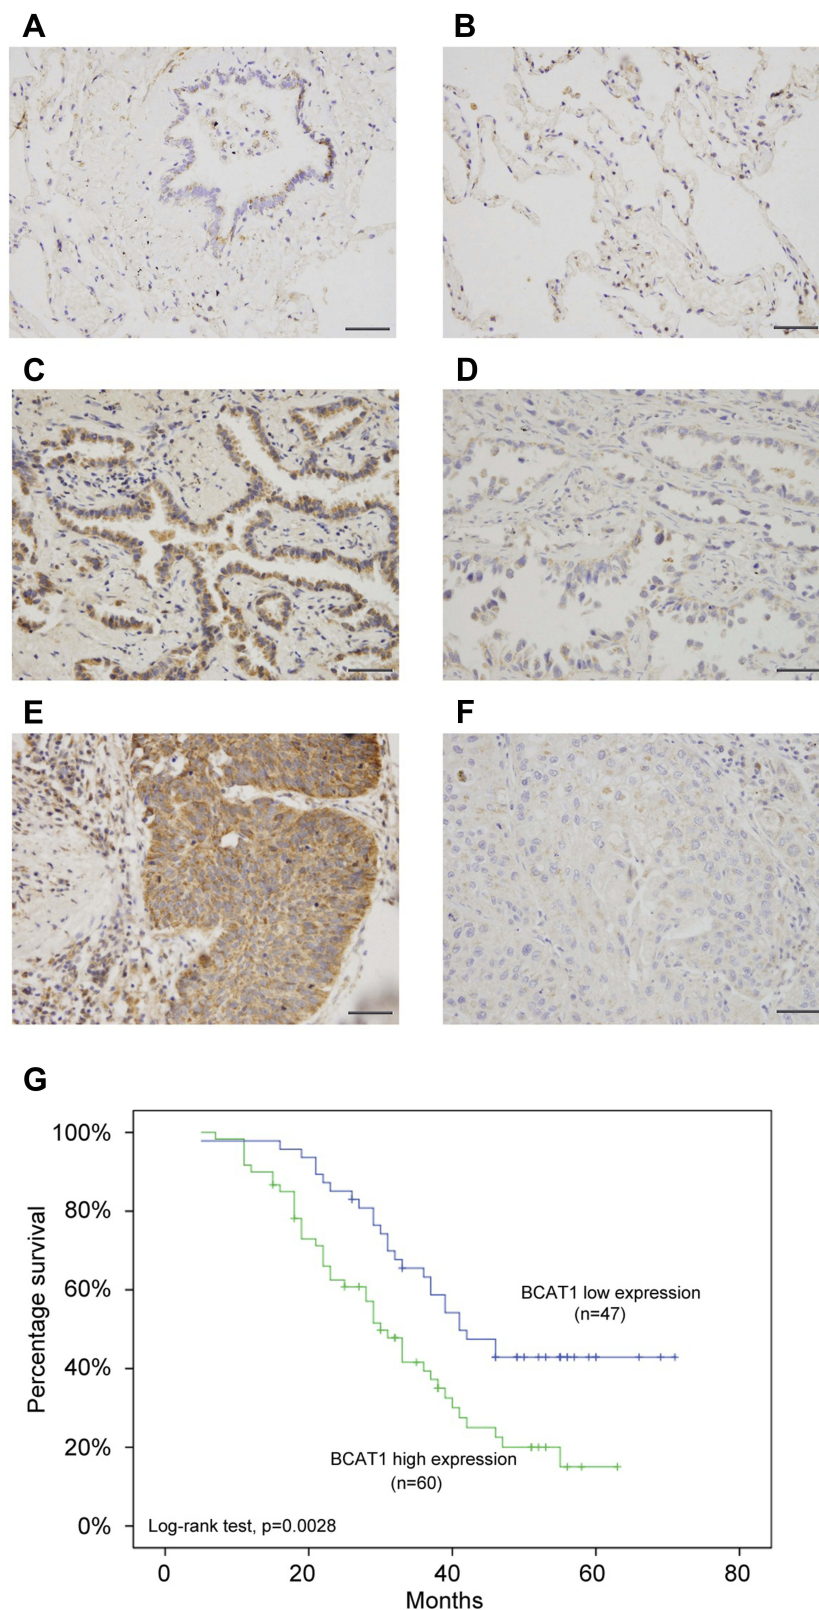 A
B
C
D
E
F
G
100%
80%
60%
40%
20%
0%
Percentage survival
BCAT1 low expression
(n=47)
BCAT1 high expression
(n=60)
Log-rank test, p=0.0028
0
20
40
60
80
Months